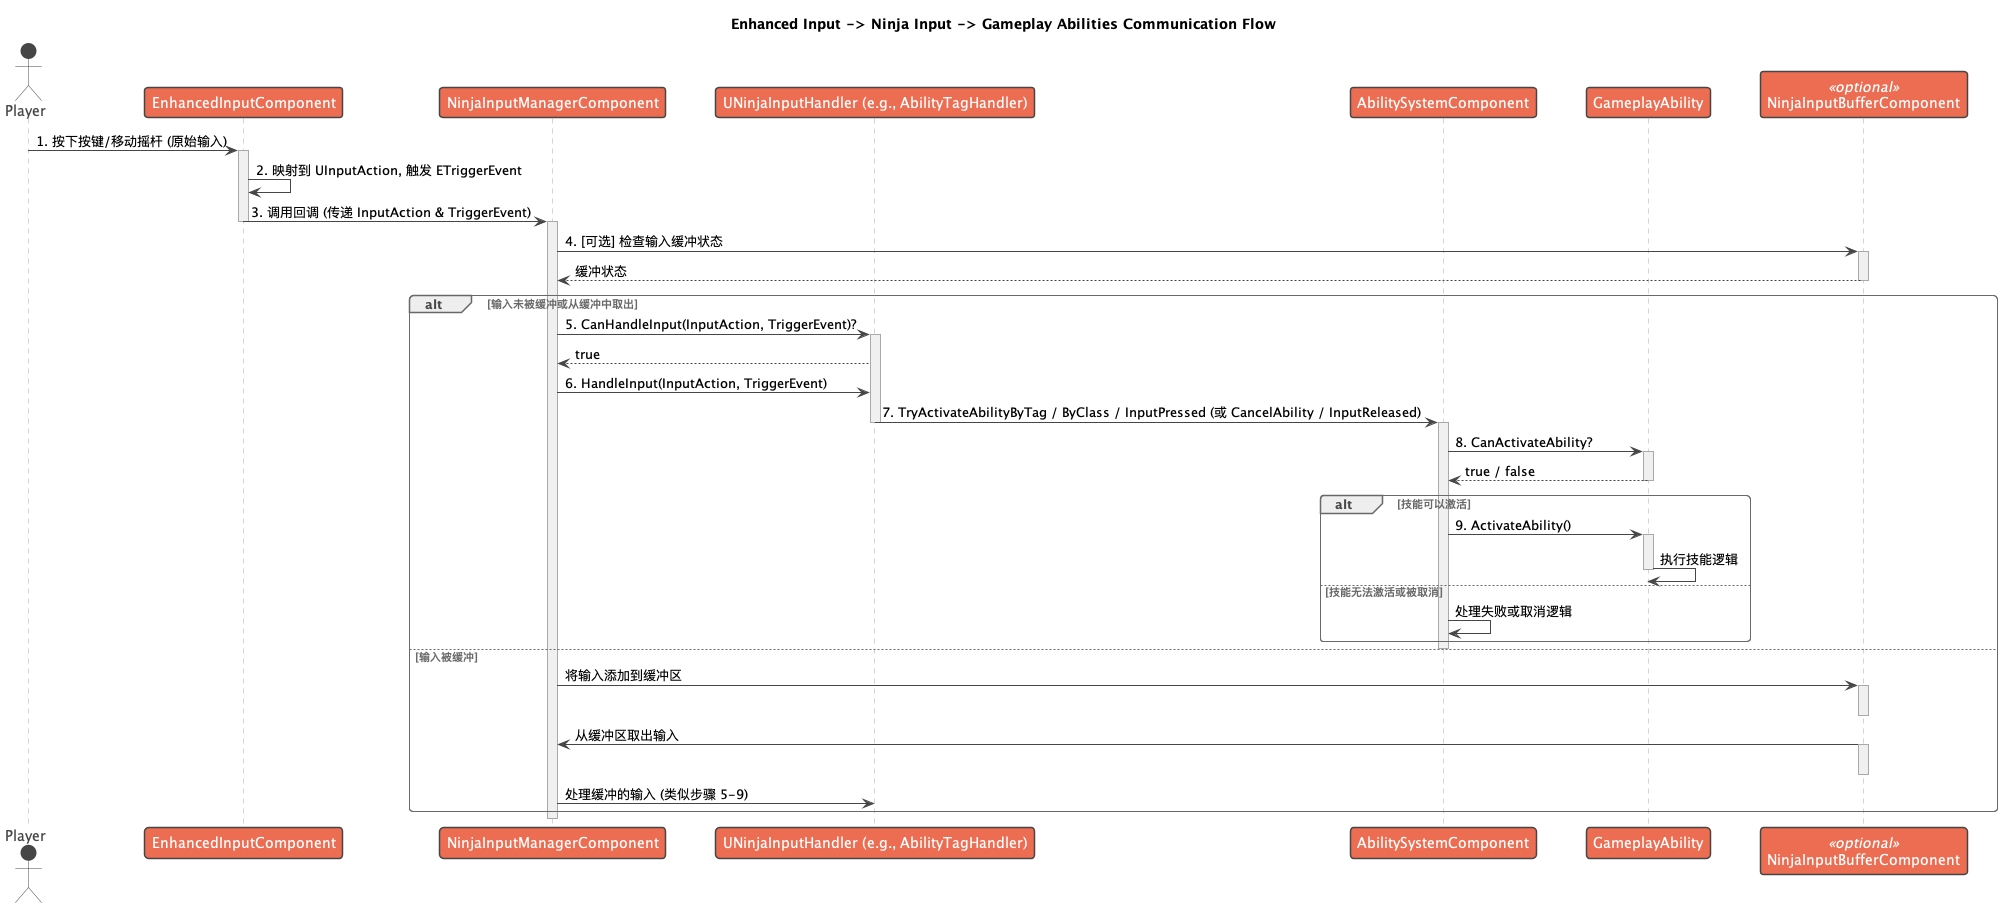 Enhanced Input -> Ninja Input -> Gameplay Abilities Communication Flow
Player
EnhancedInputComponent
NinjaInputManagerComponent
UNinjaInputHandler (e.g., AbilityTagHandler)
AbilitySystemComponent
GameplayAbility
«optional»
NinjaInputBufferComponent
1. 按下按键/移动摇杆 (原始输入)
2. 映射到 UInputAction, 触发 ETriggerEvent
3. 调用回调 (传递 InputAction & TriggerEvent)
4. [可选] 检查输入缓冲状态
缓冲状态
alt
[输入未被缓冲或从缓冲中取出]
5. CanHandleInput(InputAction, TriggerEvent)?
true
6. HandleInput(InputAction, TriggerEvent)
7. TryActivateAbilityByTag / ByClass / InputPressed (或 CancelAbility / InputReleased)
8. CanActivateAbility?
true / false
alt
[技能可以激活]
9. ActivateAbility()
执行技能逻辑
[技能无法激活或被取消]
处理失败或取消逻辑
[输入被缓冲]
将输入添加到缓冲区
从缓冲区取出输入
处理缓冲的输入 (类似步骤 5-9)
Player
EnhancedInputComponent
NinjaInputManagerComponent
UNinjaInputHandler (e.g., AbilityTagHandler)
AbilitySystemComponent
GameplayAbility
«optional»
NinjaInputBufferComponent